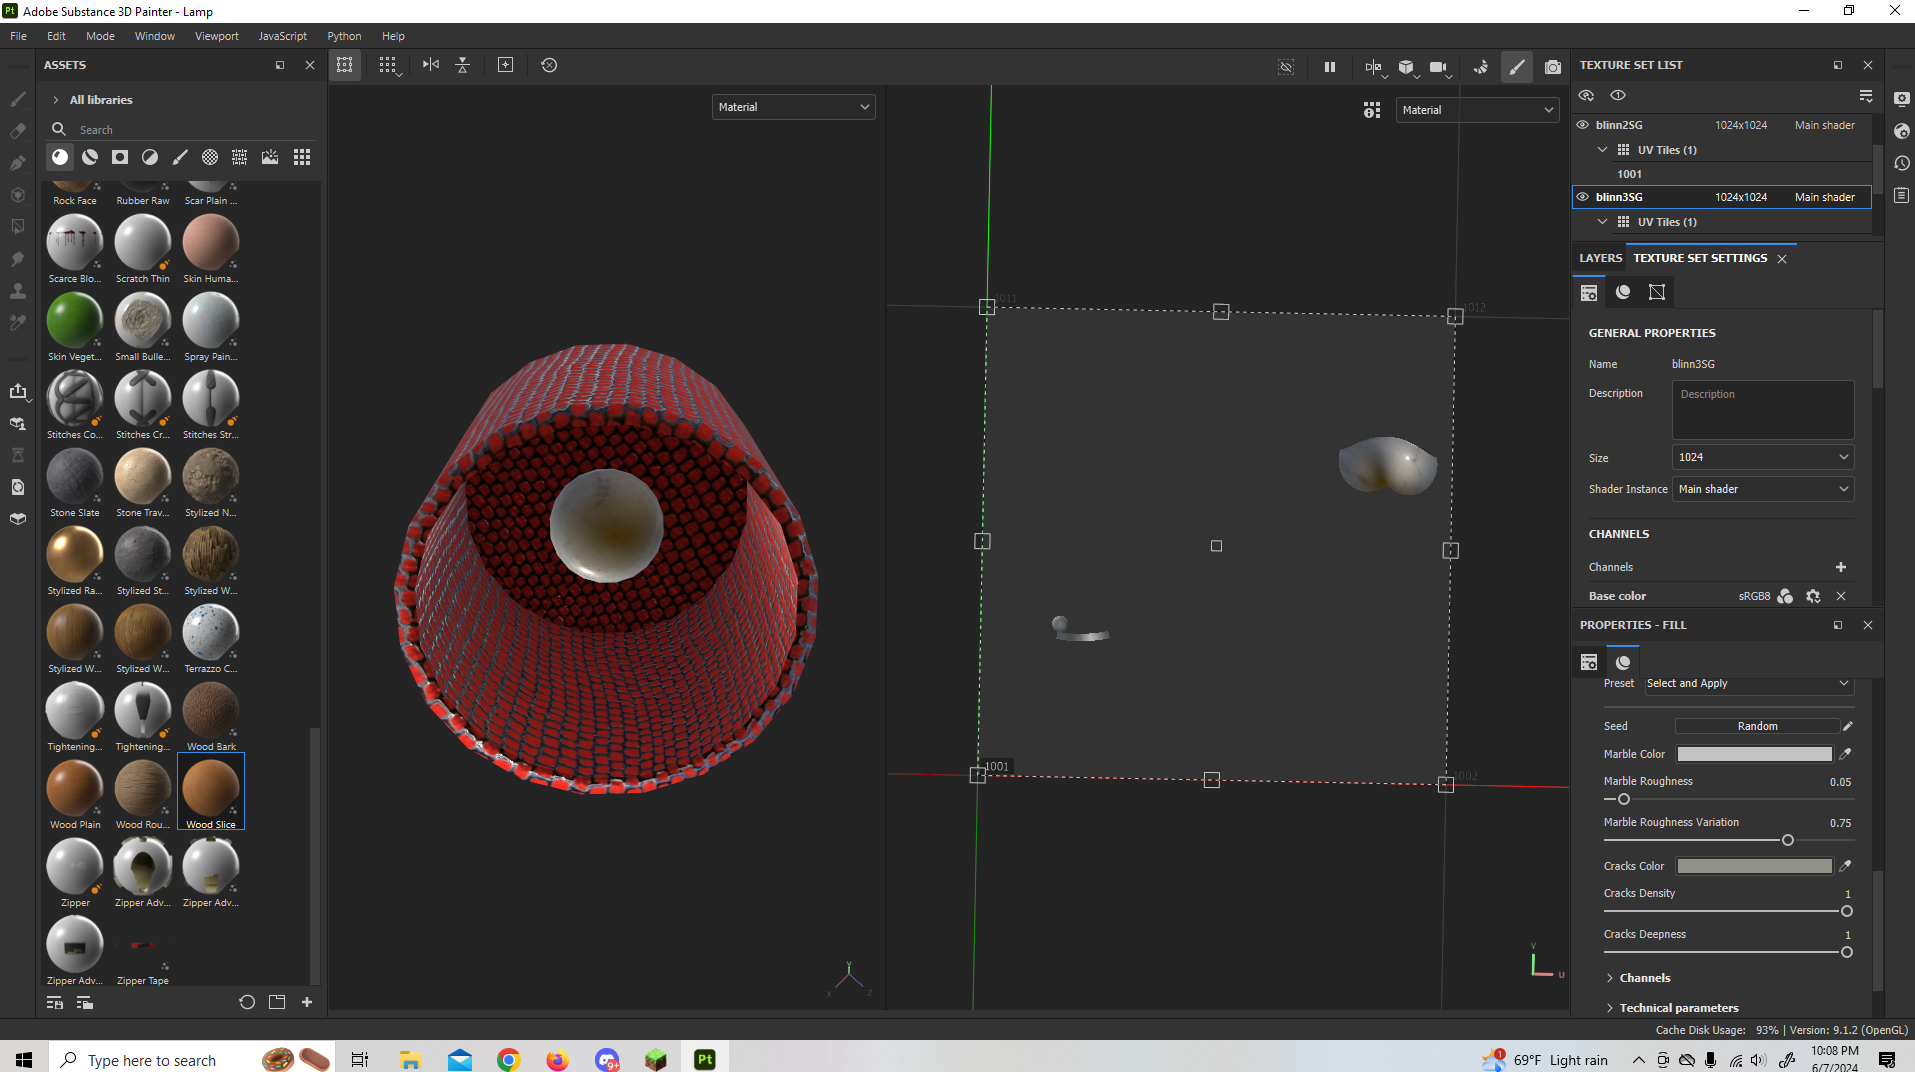 Adobe Substance 3D Painter - Lamp
File Edit Mode Window Viewport JavaScript Python Help
ASSETS
All libraries
Search
Rock Face Rubber Raw Scar Plain ...
Scarce Blo... Scratch Thin Skin Huma...
Skin Veget... Small Bulle... Spray Pain...
Stitches Co... Stitches Cr... Stitches Str...
Stone Slate Stone Trav... Stylized N...
Stylized Ra... Stylized St... Stylized W...
Stylized W... Stylized W... Terrazzo C...
Tightening... Tightening... Wood Bark
Wood Plain Wood Rou... Wood Slice
Zipper Zipper Adv... Zipper Adv...
Zipper Adv... Zipper Tape
Material
Y
X
Z
Material
1011
1012
1001
1002
V
U
TEXTURE SET LIST
blinn2SG 1024x1024 Main shader
UV Tiles (1)
1001
blinn3SG 1024x1024 Main shader
UV Tiles (1)
LAYERS TEXTURE SET SETTINGS
GENERAL PROPERTIES
Name blinn3SG
Description Description
Size 1024
Shader Instance Main shader
CHANNELS
Channels
Base color sRGB8
PROPERTIES - FILL
Preset Select and Apply
Seed Random
Marble Color
Marble Roughness 0.05
Marble Roughness Variation 0.75
Cracks Color
Cracks Density 1
Cracks Deepness 1
Channels
Technical parameters
Cache Disk Usage: 93% | Version: 9.1.2 (OpenGL)
Pt
Type here to search
9+
Pt
1
69°F Light rain
10:08 PM
6/7/2024